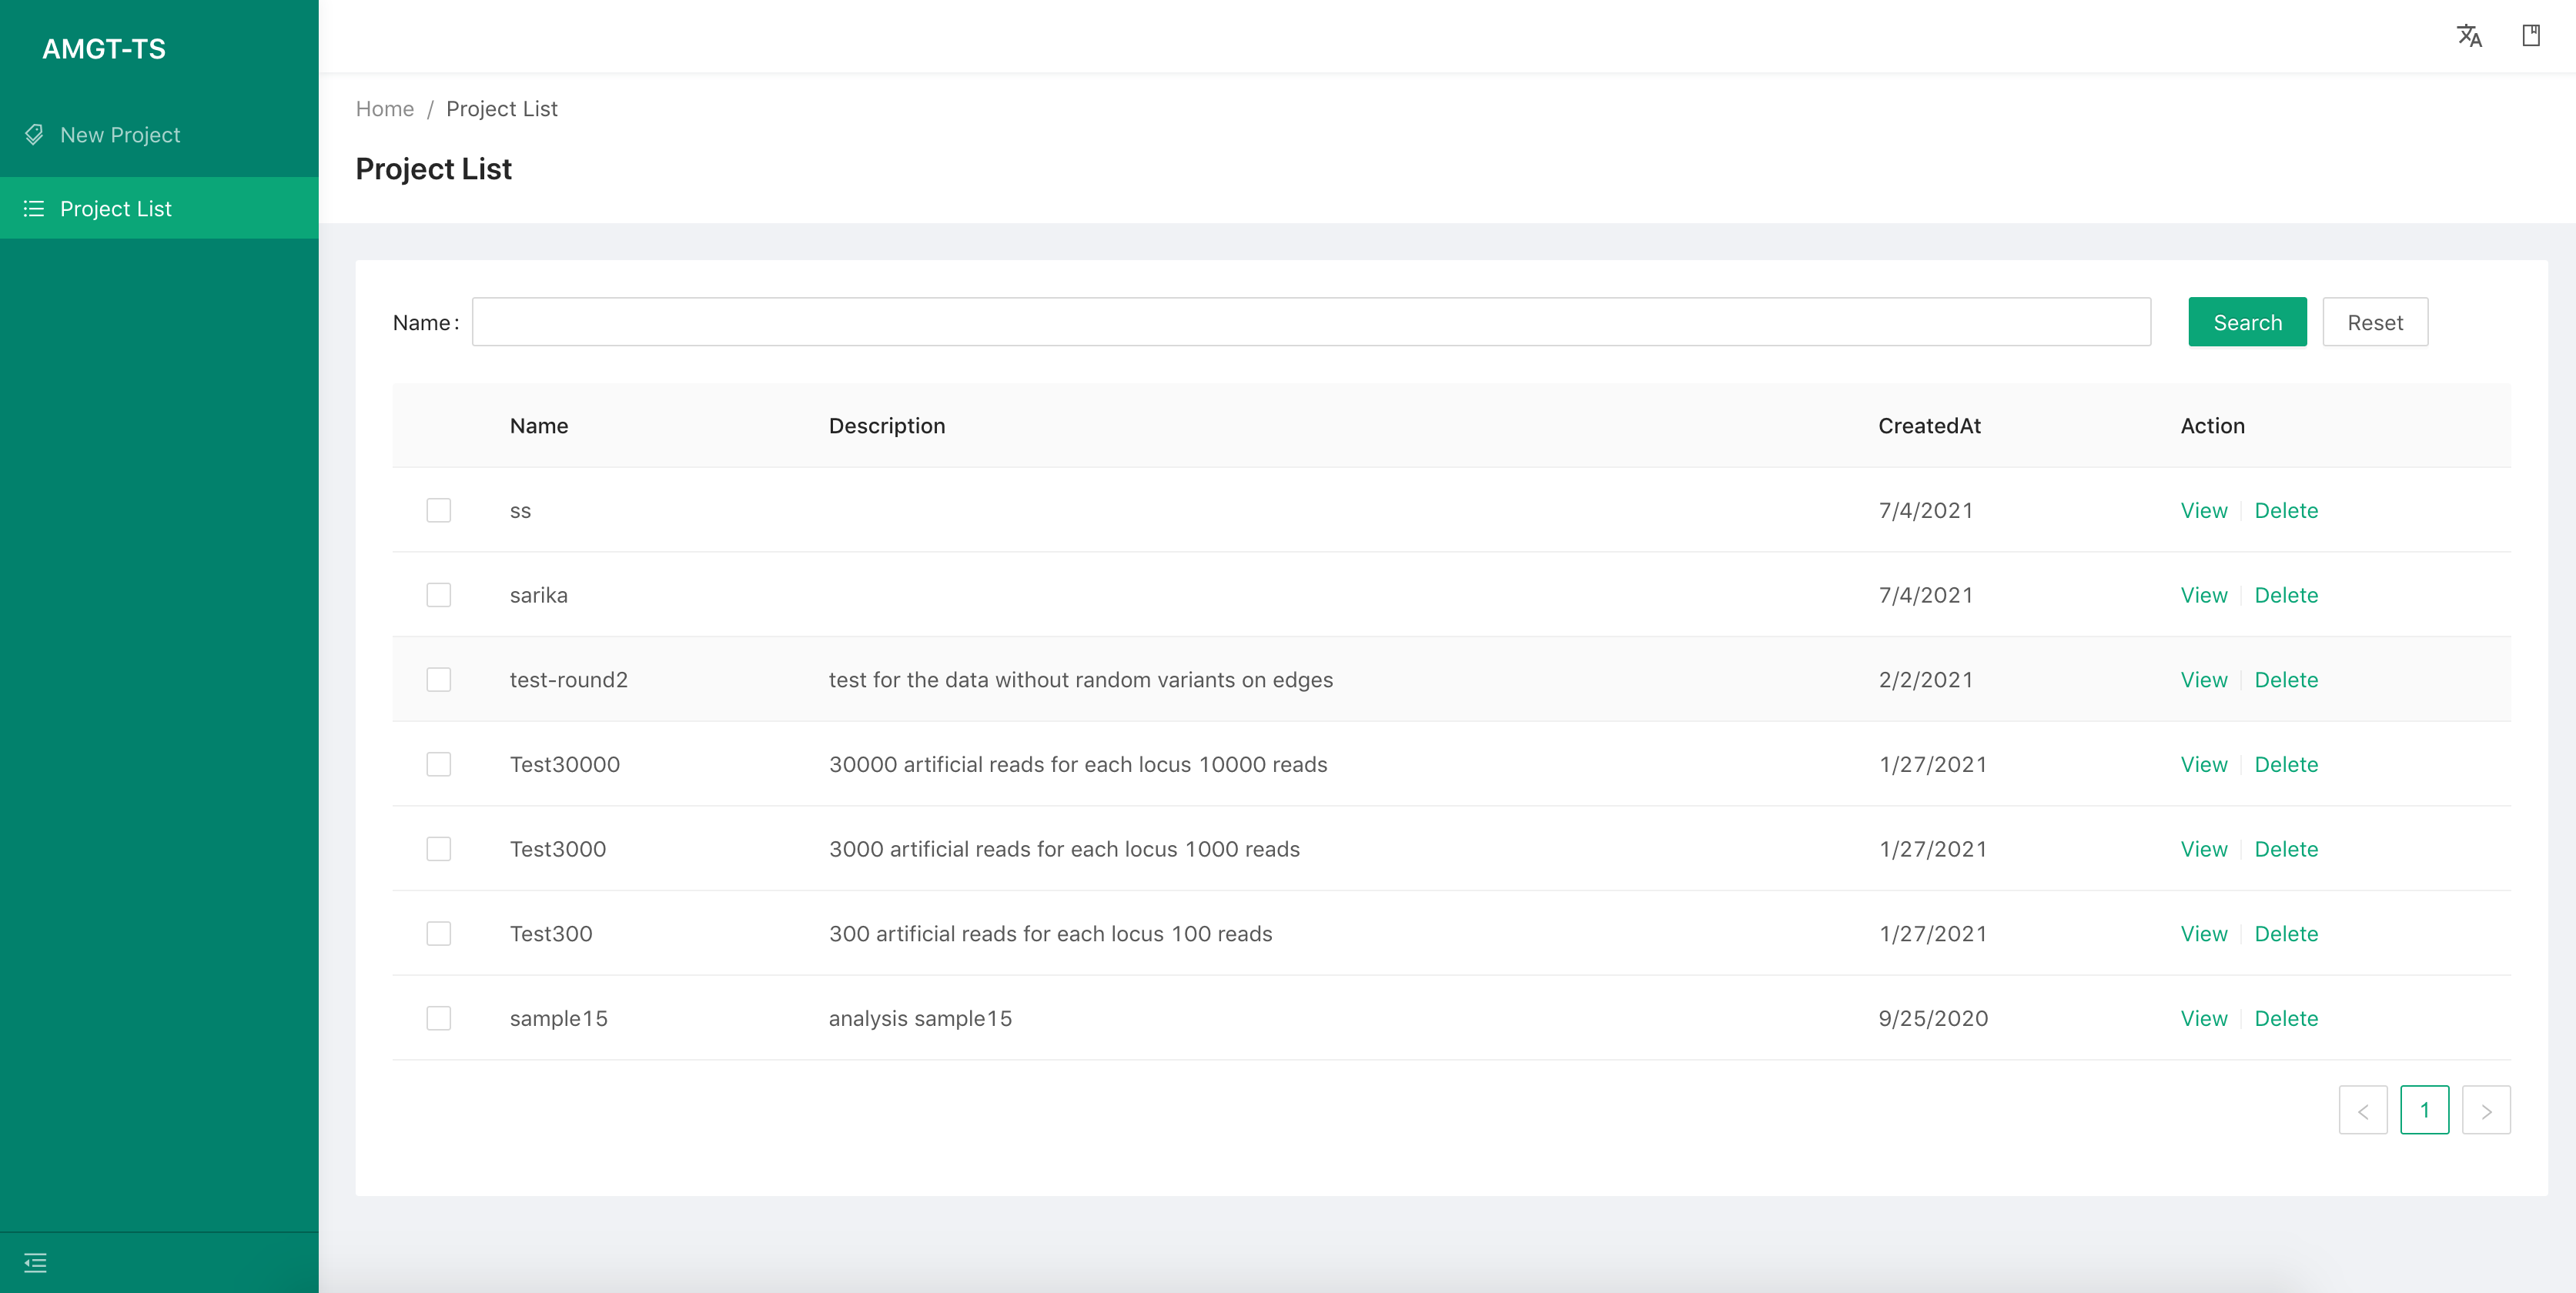 AMGT-TS
New Project
Project List
Home / Project List
Project List
Name: Search Reset
Name Description CreatedAt Action
ss 7/4/2021 View Delete
sarika 7/4/2021 View Delete
test-round2 test for the data without random variants on edges 2/2/2021 View Delete
Test30000 30000 artificial reads for each locus 10000 reads 1/27/2021 View Delete
Test3000 3000 artificial reads for each locus 1000 reads 1/27/2021 View Delete
Test300 300 artificial reads for each locus 100 reads 1/27/2021 View Delete
sample15 analysis sample15 9/25/2020 View Delete
< 1 >